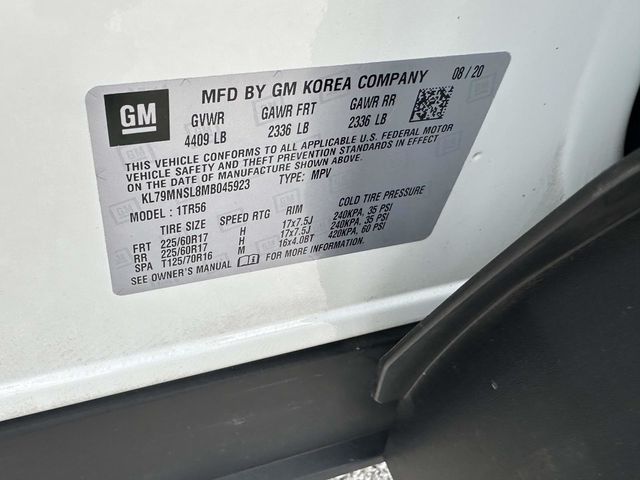 GM
MFD BY GM KOREA COMPANY 08/20
GVWR GAWR FRT GAWR RR
4409 LB 2336 LB 2336 LB
THIS VEHICLE CONFORMS TO ALL APPLICABLE U.S. FEDERAL MOTOR
VEHICLE SAFETY AND THEFT PREVENTION STANDARDS IN EFFECT
ON THE DATE OF MANUFACTURE SHOWN ABOVE.
KL79MNSL8MB045923 TYPE: MPV
MODEL: 1TR56
TIRE SIZE SPEED RTG RIM COLD TIRE PRESSURE
FRT 225/60R17 H 17x7.5J 240KPA, 35 PSI
RR 225/60R17 H 17x7.5J 240KPA, 35 PSI
SPA T125/70R16 M 16x4.0BT 420KPA, 60 PSI
SEE OWNER'S MANUAL FOR MORE INFORMATION